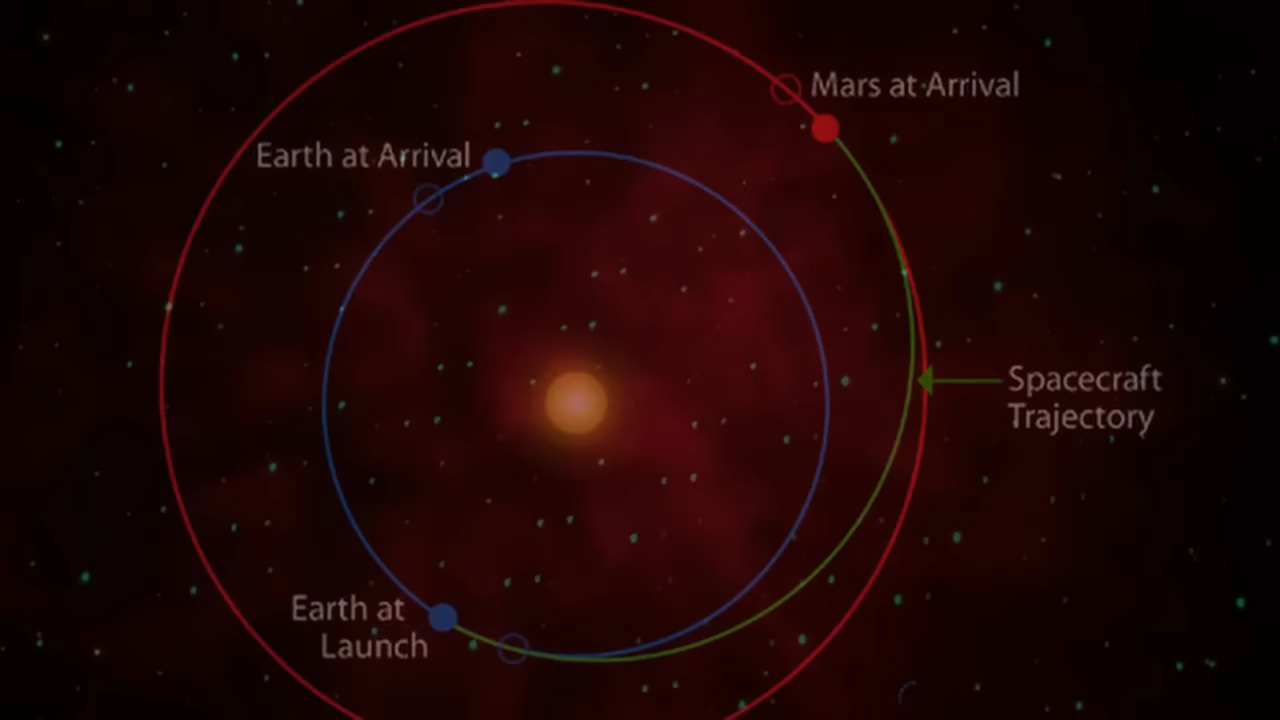 Mars at Arrival
Earth at Arrival
Spacecraft
Trajectory
Earth at
Launch